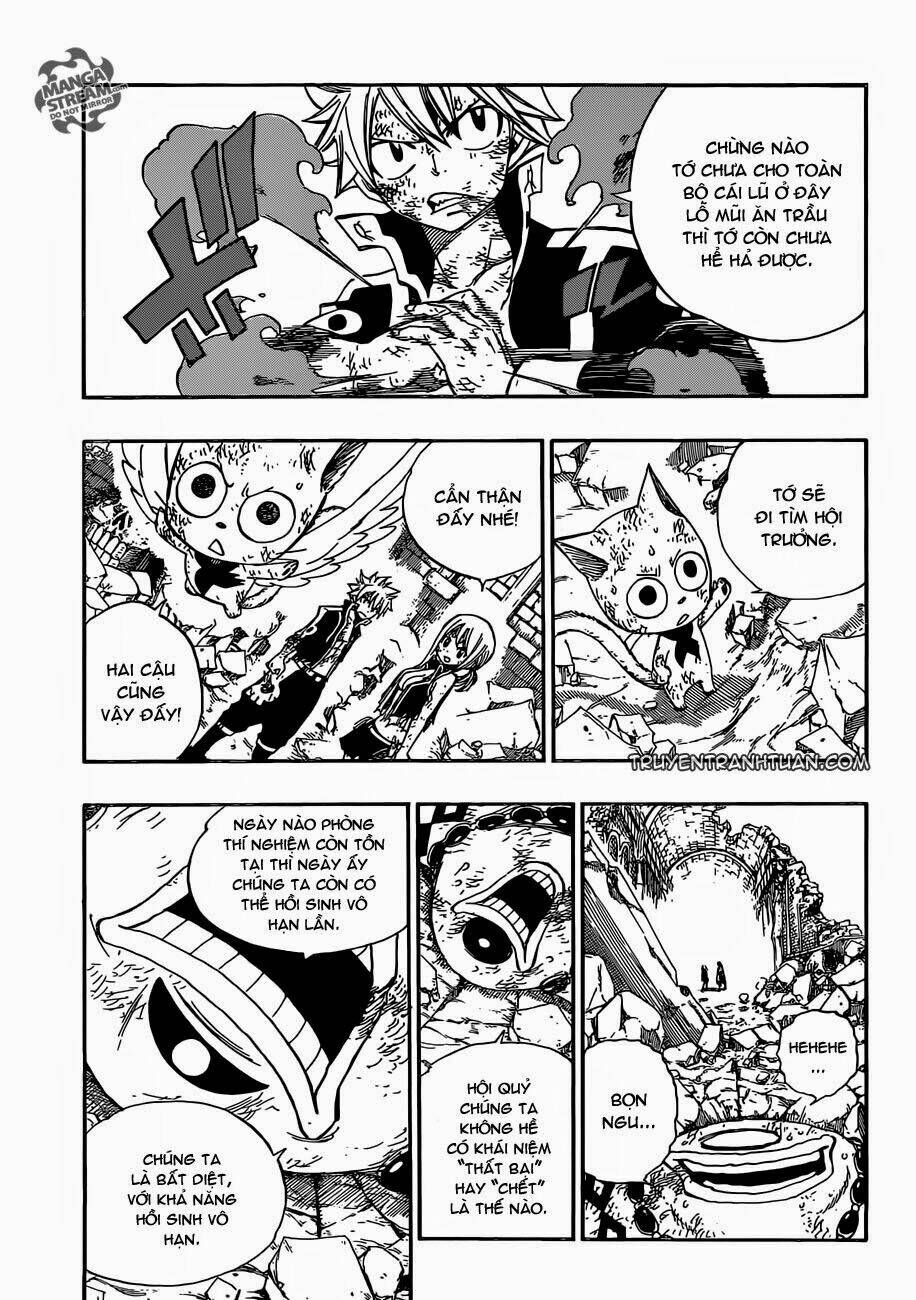 MANGA
STREAM.com
DO NOT MIRROR
CHỪNG NÀO
TỚ CHƯA CHO TOÀN
BỘ CÁI LŨ Ở ĐÂY
LỖ MŨI ĂN TRẦU
THÌ TỚ CÒN CHƯA
HỂ HẢ ĐƯỢC.
TỚ SẼ
ĐI TÌM HỘI
TRƯỞNG.
CẨN THẬN
ĐẤY NHÉ!
HAI CẬU
CŨNG
VẬY ĐẤY!
TRUYENTRANHTUAN.COM
HEHEHE
...
BỌN
NGU...
HỘI QUỶ
CHÚNG TA
KHÔNG HỀ
CÓ KHÁI NIỆM
“THẤT BẠI”
HAY “CHẾT”
LÀ THẾ NÀO.
NGÀY NÀO PHÒNG
THÍ NGHIỆM CÒN TỒN
TẠI THÌ NGÀY ẤY
CHÚNG TA CÒN CÓ
THỂ HỒI SINH VÔ
HẠN LẦN.
CHÚNG TA
LÀ BẤT DIỆT,
VỚI KHẢ NĂNG
HỒI SINH VÔ
HẠN.